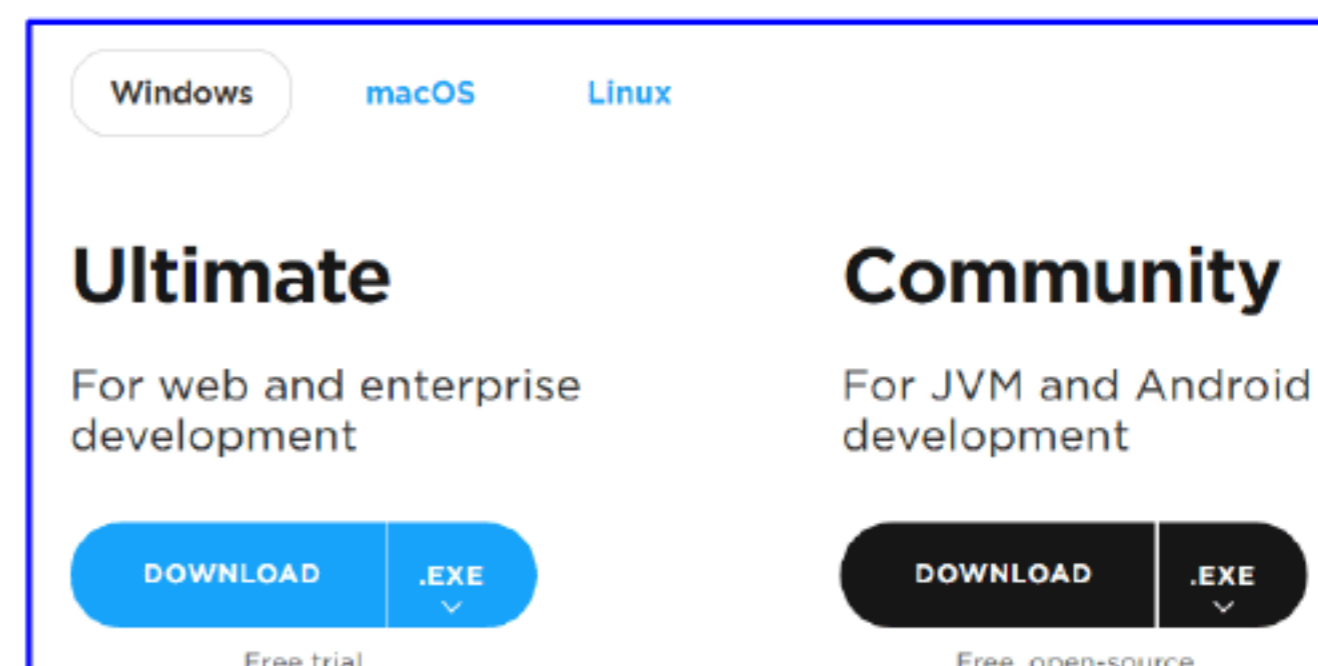 Windows macOS Linux
Ultimate
For web and enterprise
development
DOWNLOAD .EXE
Free trial
Community
For JVM and Android
development
DOWNLOAD .EXE
Free, open-source